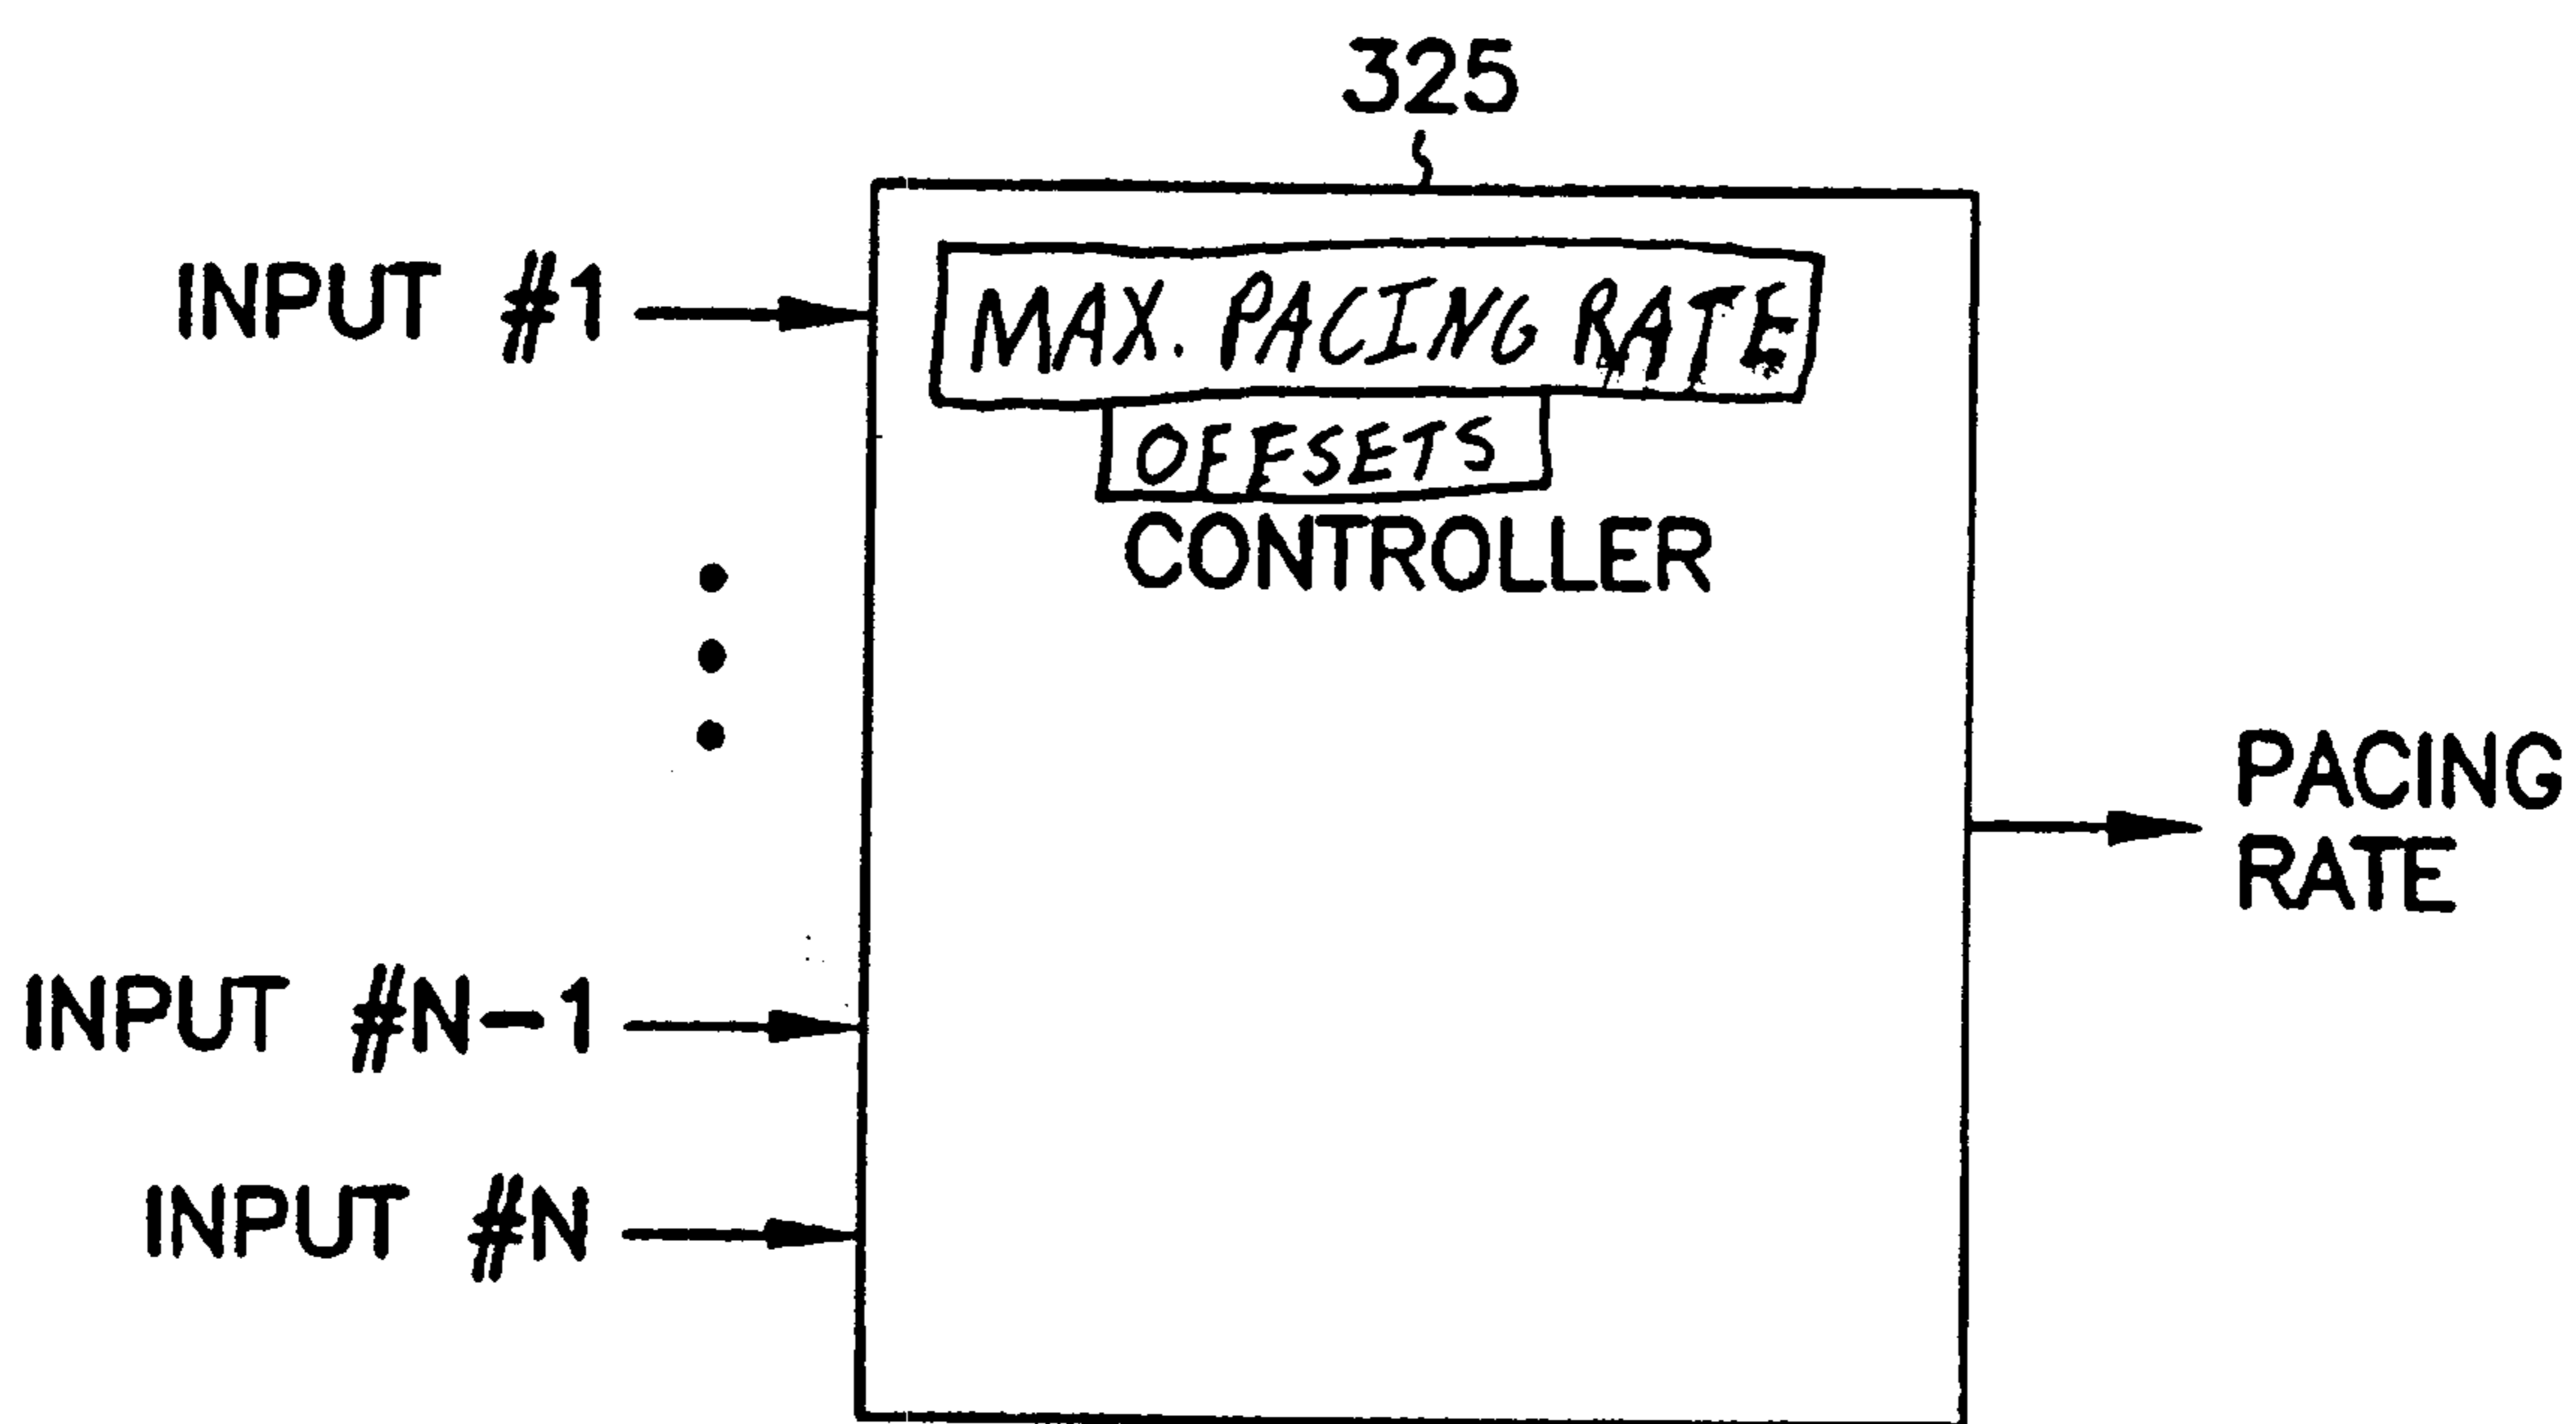 325
INPUT #1
MAX. PACING RATE
OFFSETS
CONTROLLER
PACING
RATE
INPUT #N-1
INPUT #N